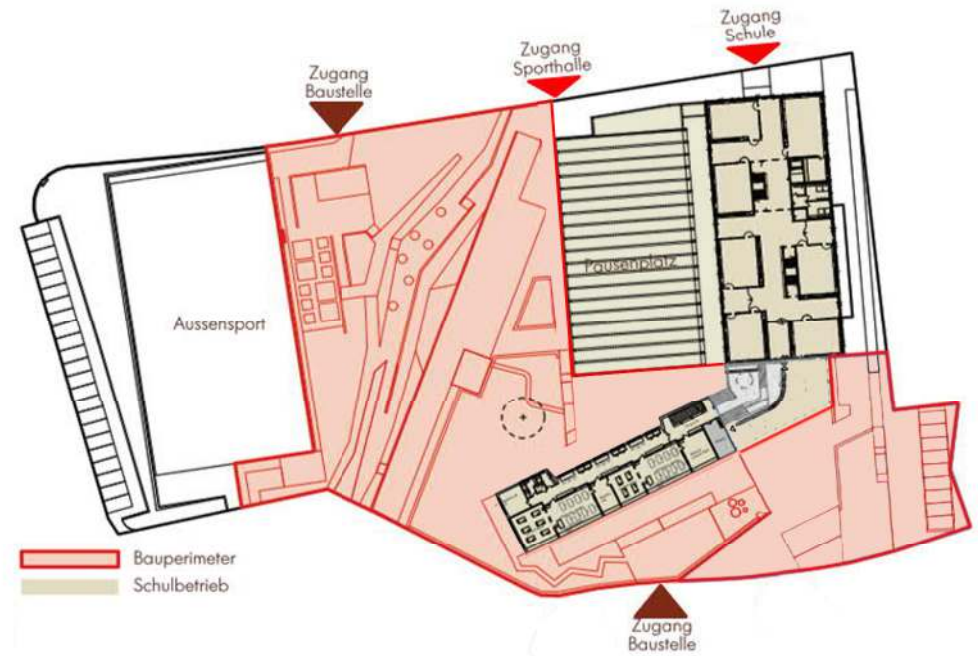 Zugang
Schule
Zugang
Sporthalle
Zugang
Baustelle
Pausenplatz
Aussensport
Bauperimeter
Schulbetrieb
Zugang
Baustelle